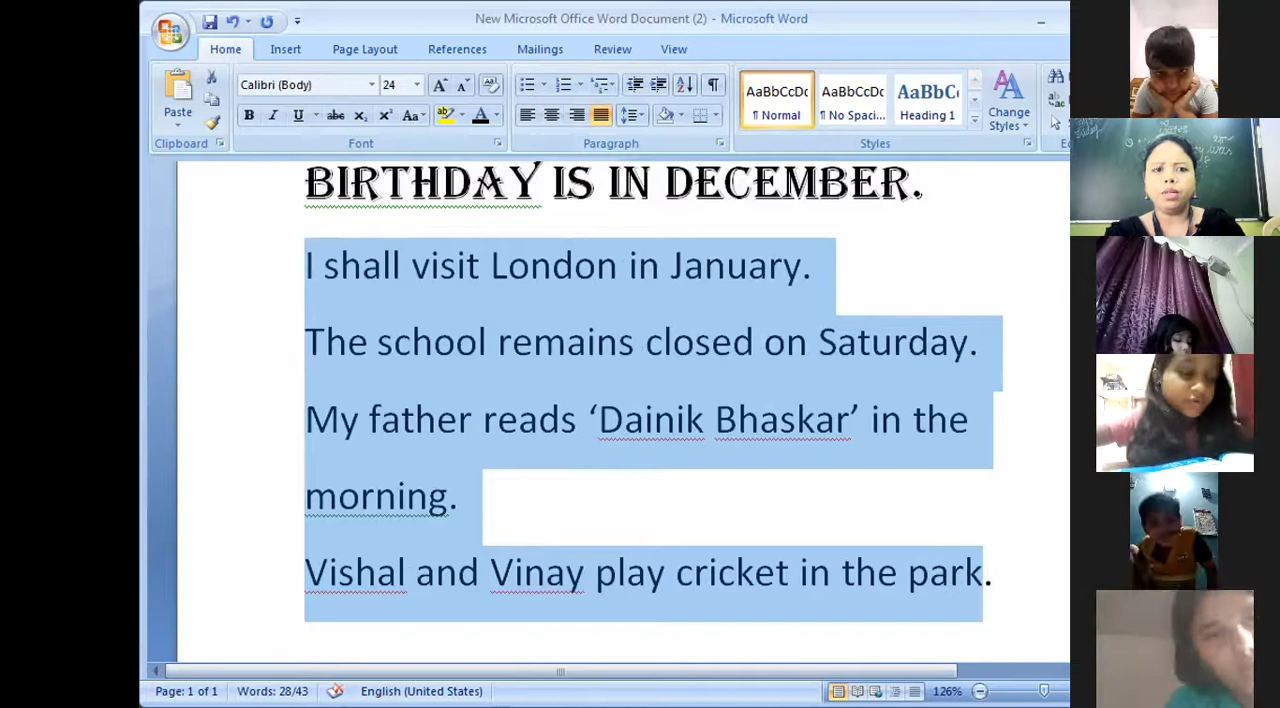 New Microsoft Office Word Document (2) - Microsoft Word
Home Insert Page Layout References Mailings Review View
Calibri (Body) 24
AaBbCcDc AaBbCcDc AaBbC
Paste B I U abe X₂ X² Aa A ¶ Normal ¶ No Spaci... Heading 1 Change Styles
Clipboard Font Paragraph Styles
BIRTHDAY IS IN DECEMBER.
I shall visit London in January.
The school remains closed on Saturday.
My father reads ‘Dainik Bhaskar’ in the
morning.
Vishal and Vinay play cricket in the park.
Page: 1 of 1 Words: 28/43 English (United States) 126%